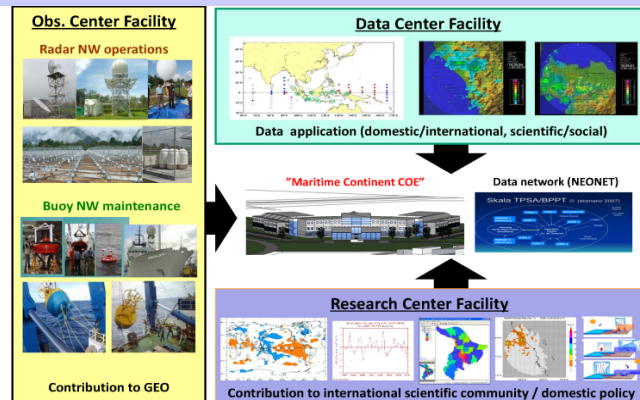 Obs. Center Facility
Radar NW operations
Buoy NW maintenance
Contribution to GEO
Data Center Facility
Data application (domestic/international, scientific/social)
"Maritime Continent COE"
Data network (NEONET)
Skala TPSA/BPPT
(skenario 2007)
Research Center Facility
Contribution to international scientific community / domestic policy